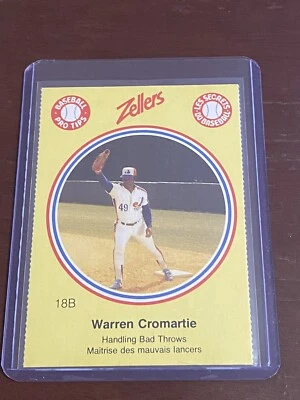 BASEBALL
PRO TIPS
Zellers
LES SECRETS
DU BASEBALL
49
18B
Warren Cromartie
Handling Bad Throws
Maîtrise des mauvais lancers